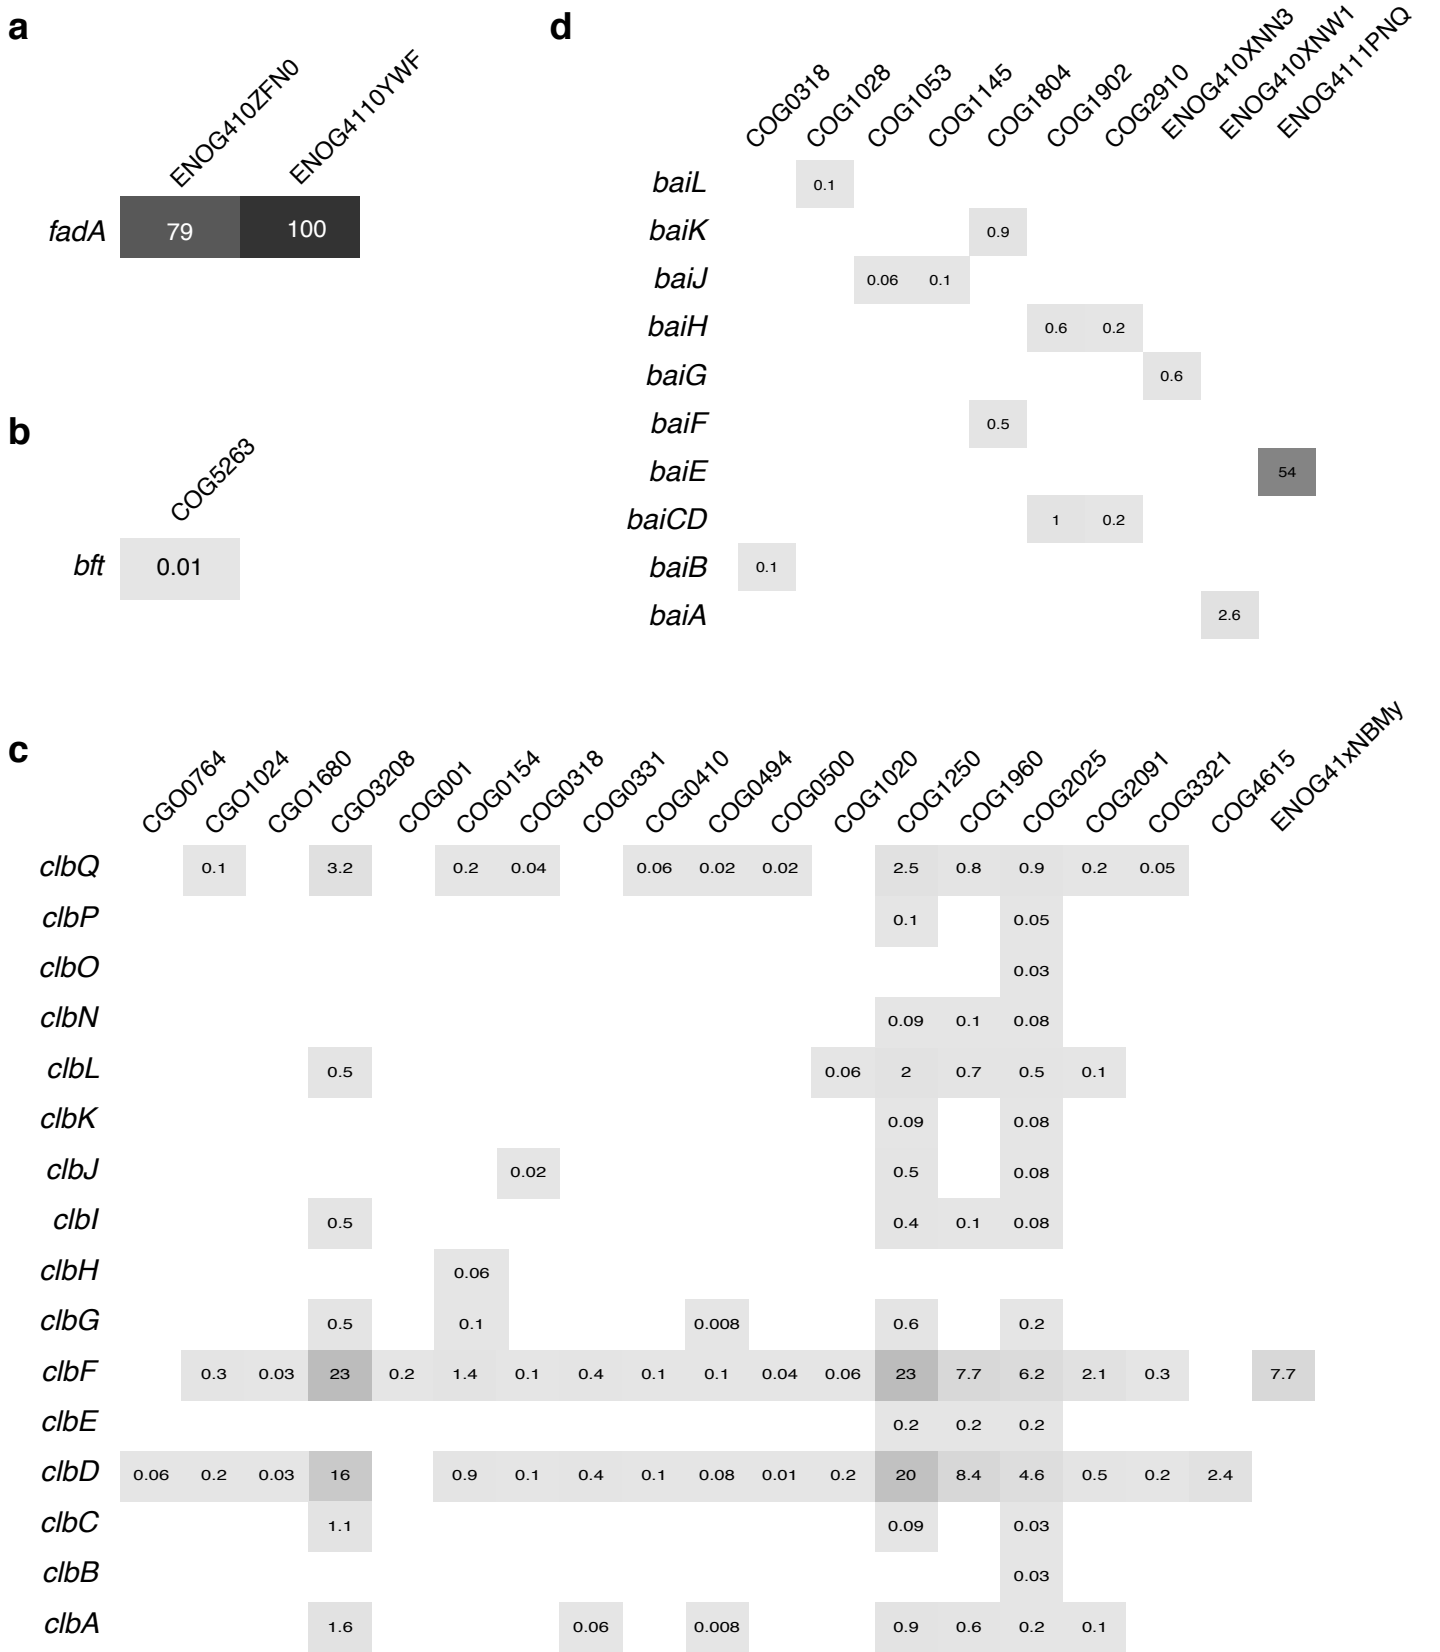 a
ENOG410ZFN0 ENOG4110YWF
fadA 79 100
b
COG5263
bft 0.01
d
COG0318 COG1028 COG1053 COG1145 COG1804 COG1902 COG2910 ENOG410XNN3 ENOG410XNW1 ENOG4111PNQ
baiL 0.1
baiK 0.9
baiJ 0.06 0.1
baiH 0.6 0.2
baiG 0.6
baiF 0.5
baiE 54
baiCD 1 0.2
baiB 0.1
baiA 2.6
c
CGO0764 CGO1024 CGO1680 CGO3208 COG001 COG0154 COG0318 COG0331 COG0410 COG0494 COG0500 COG1020 COG1250 COG1960 COG2025 COG2091 COG3321 COG4615 ENOG41xNBMy
clbQ 0.1 3.2 0.2 0.04 0.06 0.02 0.02 2.5 0.8 0.9 0.2 0.05
clbP 0.1 0.05
clbO 0.03
clbN 0.09 0.1 0.08
clbL 0.5 0.06 2 0.7 0.5 0.1
clbK 0.09 0.08
clbJ 0.02 0.5 0.08
clbI 0.5 0.4 0.1 0.08
clbH 0.06
clbG 0.5 0.1 0.008 0.6 0.2
clbF 0.3 0.03 23 0.2 1.4 0.1 0.4 0.1 0.1 0.04 0.06 23 7.7 6.2 2.1 0.3 7.7
clbE 0.2 0.2 0.2
clbD 0.06 0.2 0.03 16 0.9 0.1 0.4 0.1 0.08 0.01 0.2 20 8.4 4.6 0.5 0.2 2.4
clbC 1.1 0.09 0.03
clbB 0.03
clbA 1.6 0.06 0.008 0.9 0.6 0.2 0.1